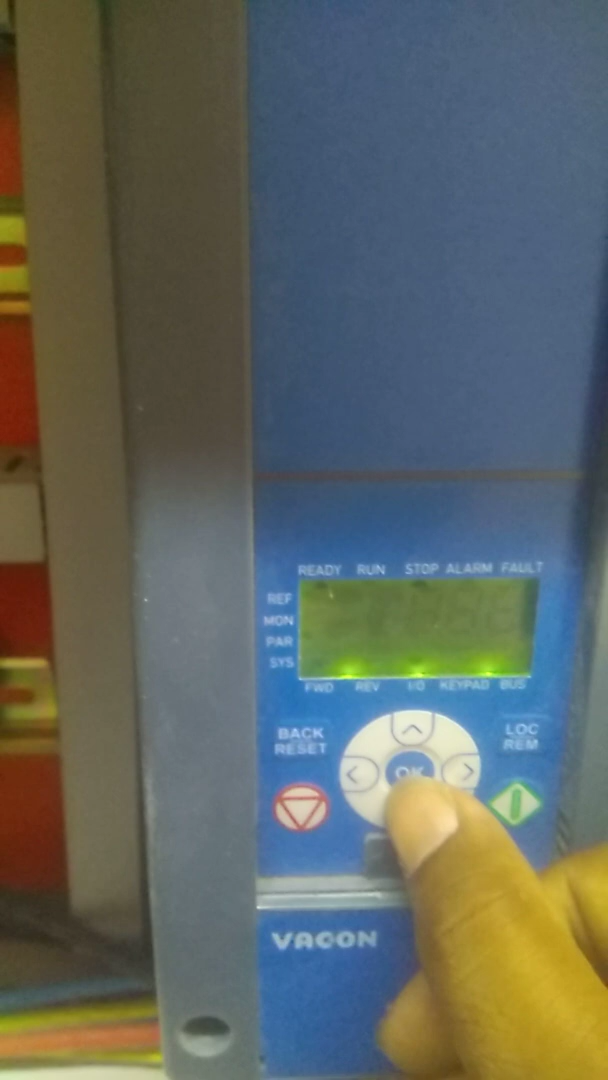 READY RUN STOP ALARM FAULT
REF
MON
PAR
SYS
FWD REV I/O KEYPAD BUS
BACK
RESET
LOC
REM
OK
VACON